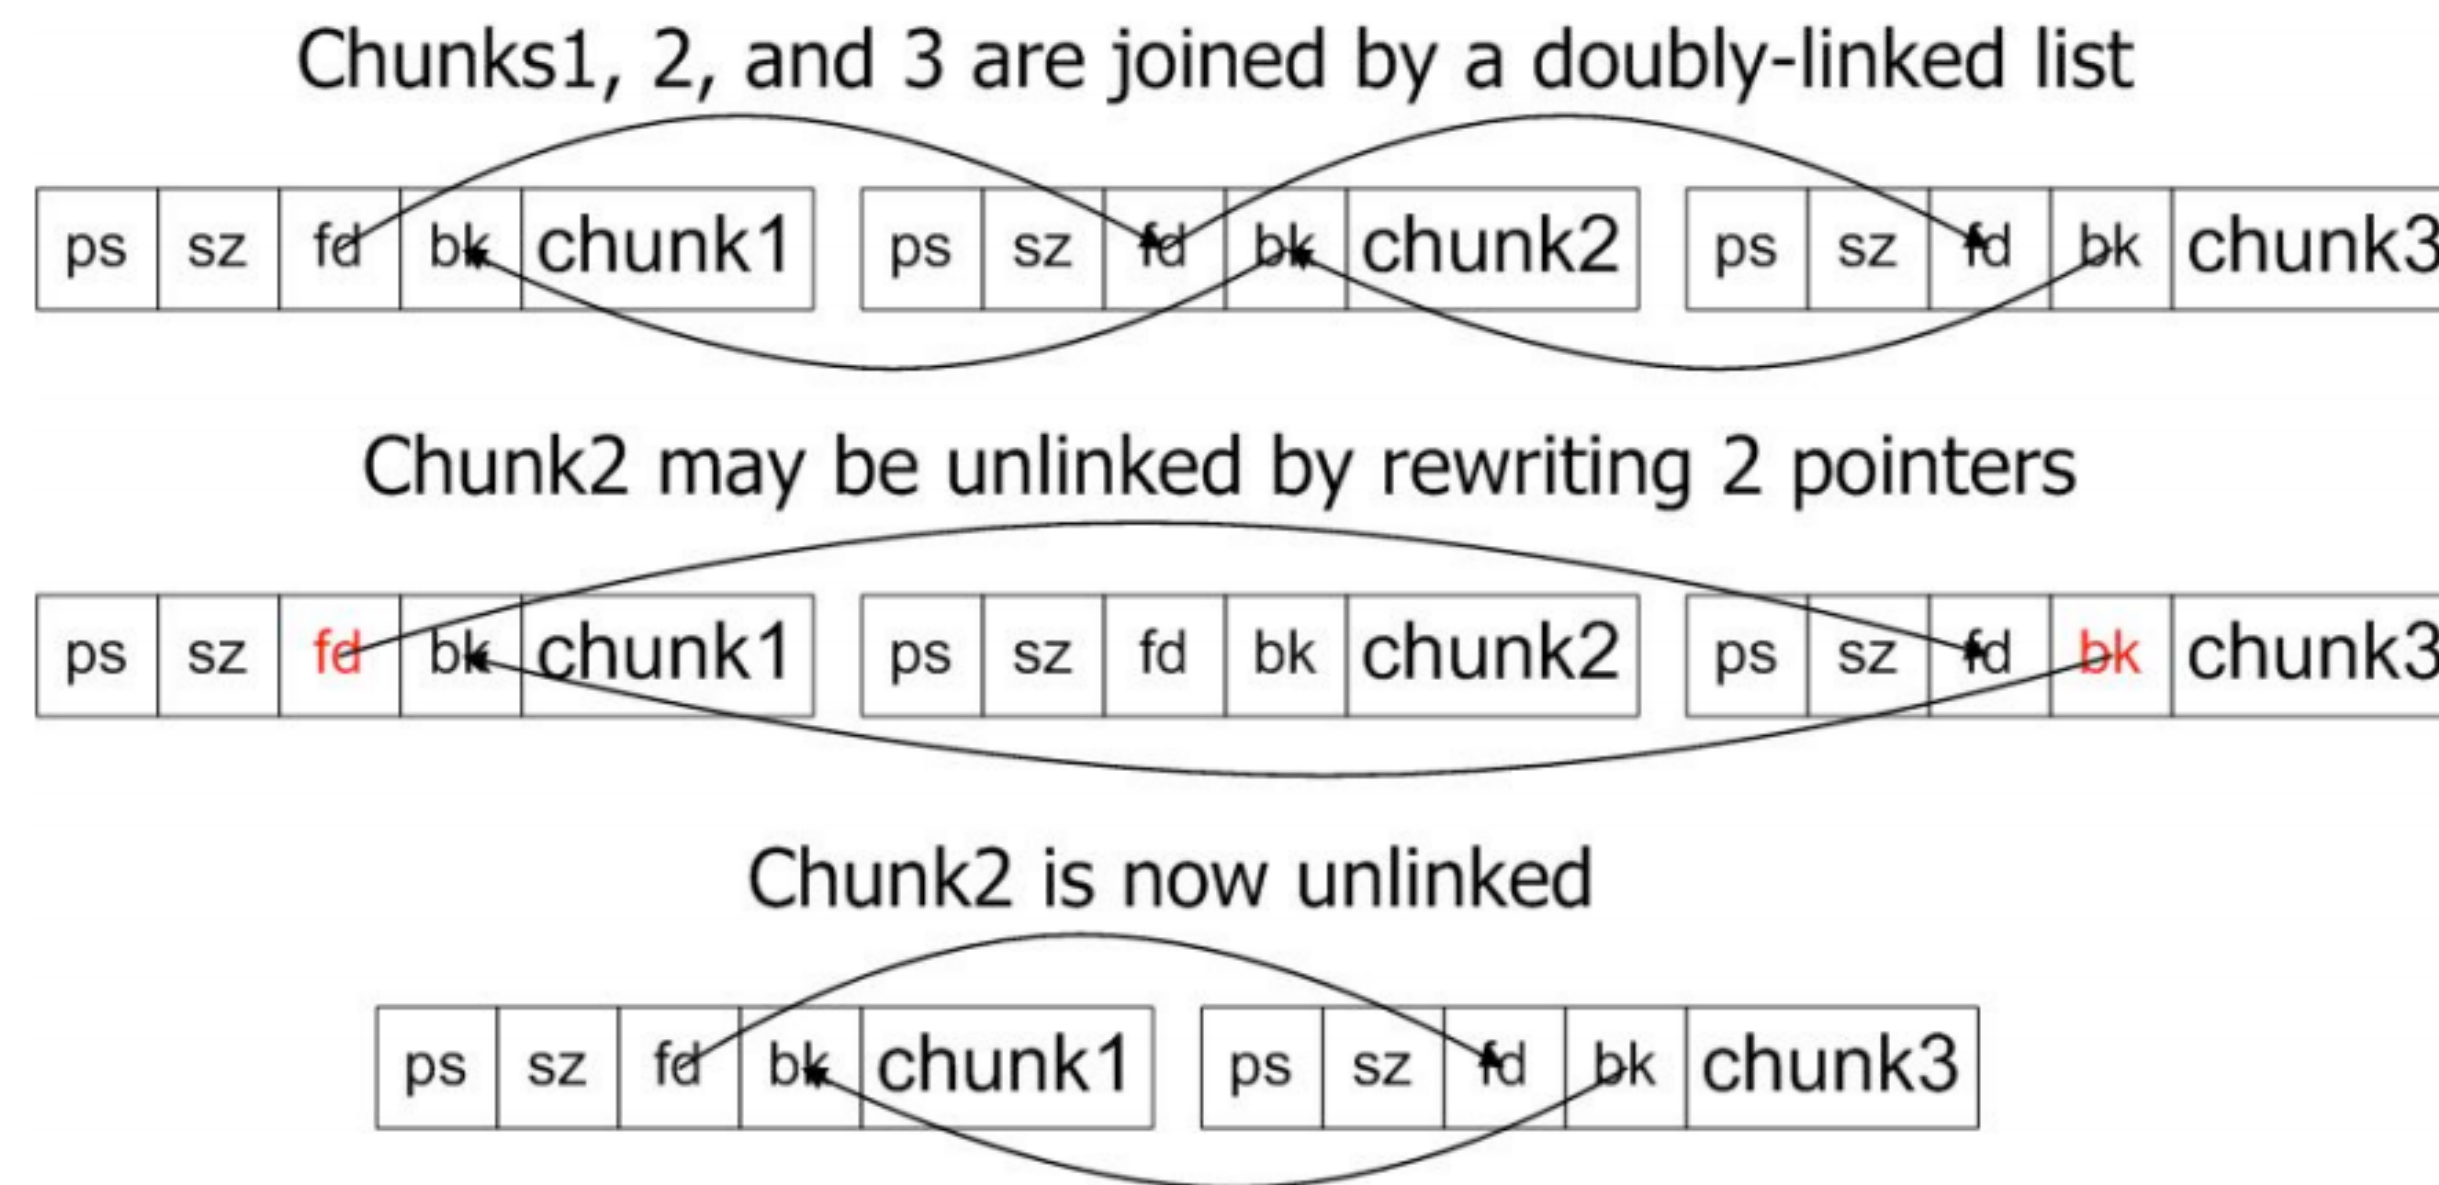 Chunks1, 2, and 3 are joined by a doubly-linked list
ps sz fd bk chunk1 ps sz fd bk chunk2 ps sz fd bk chunk3
Chunk2 may be unlinked by rewriting 2 pointers
ps sz fd bk chunk1 ps sz fd bk chunk2 ps sz fd bk chunk3
Chunk2 is now unlinked
ps sz fd bk chunk1 ps sz fd bk chunk3